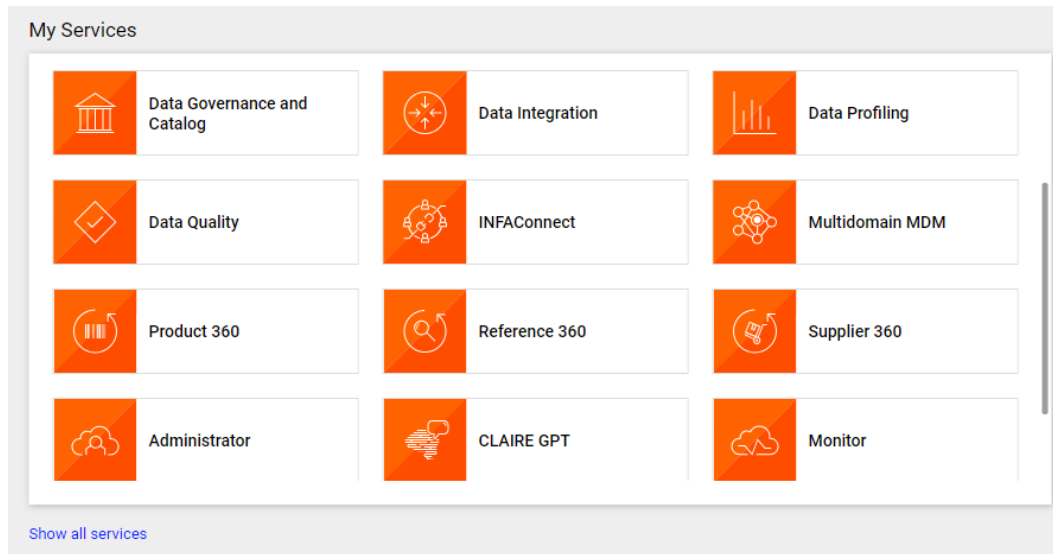 My Services
Data Governance and
Catalog
Data Integration
Data Profiling
Data Quality
INFAConnect
Multidomain MDM
Product 360
Reference 360
Supplier 360
Administrator
CLAIRE GPT
Monitor
Show all services